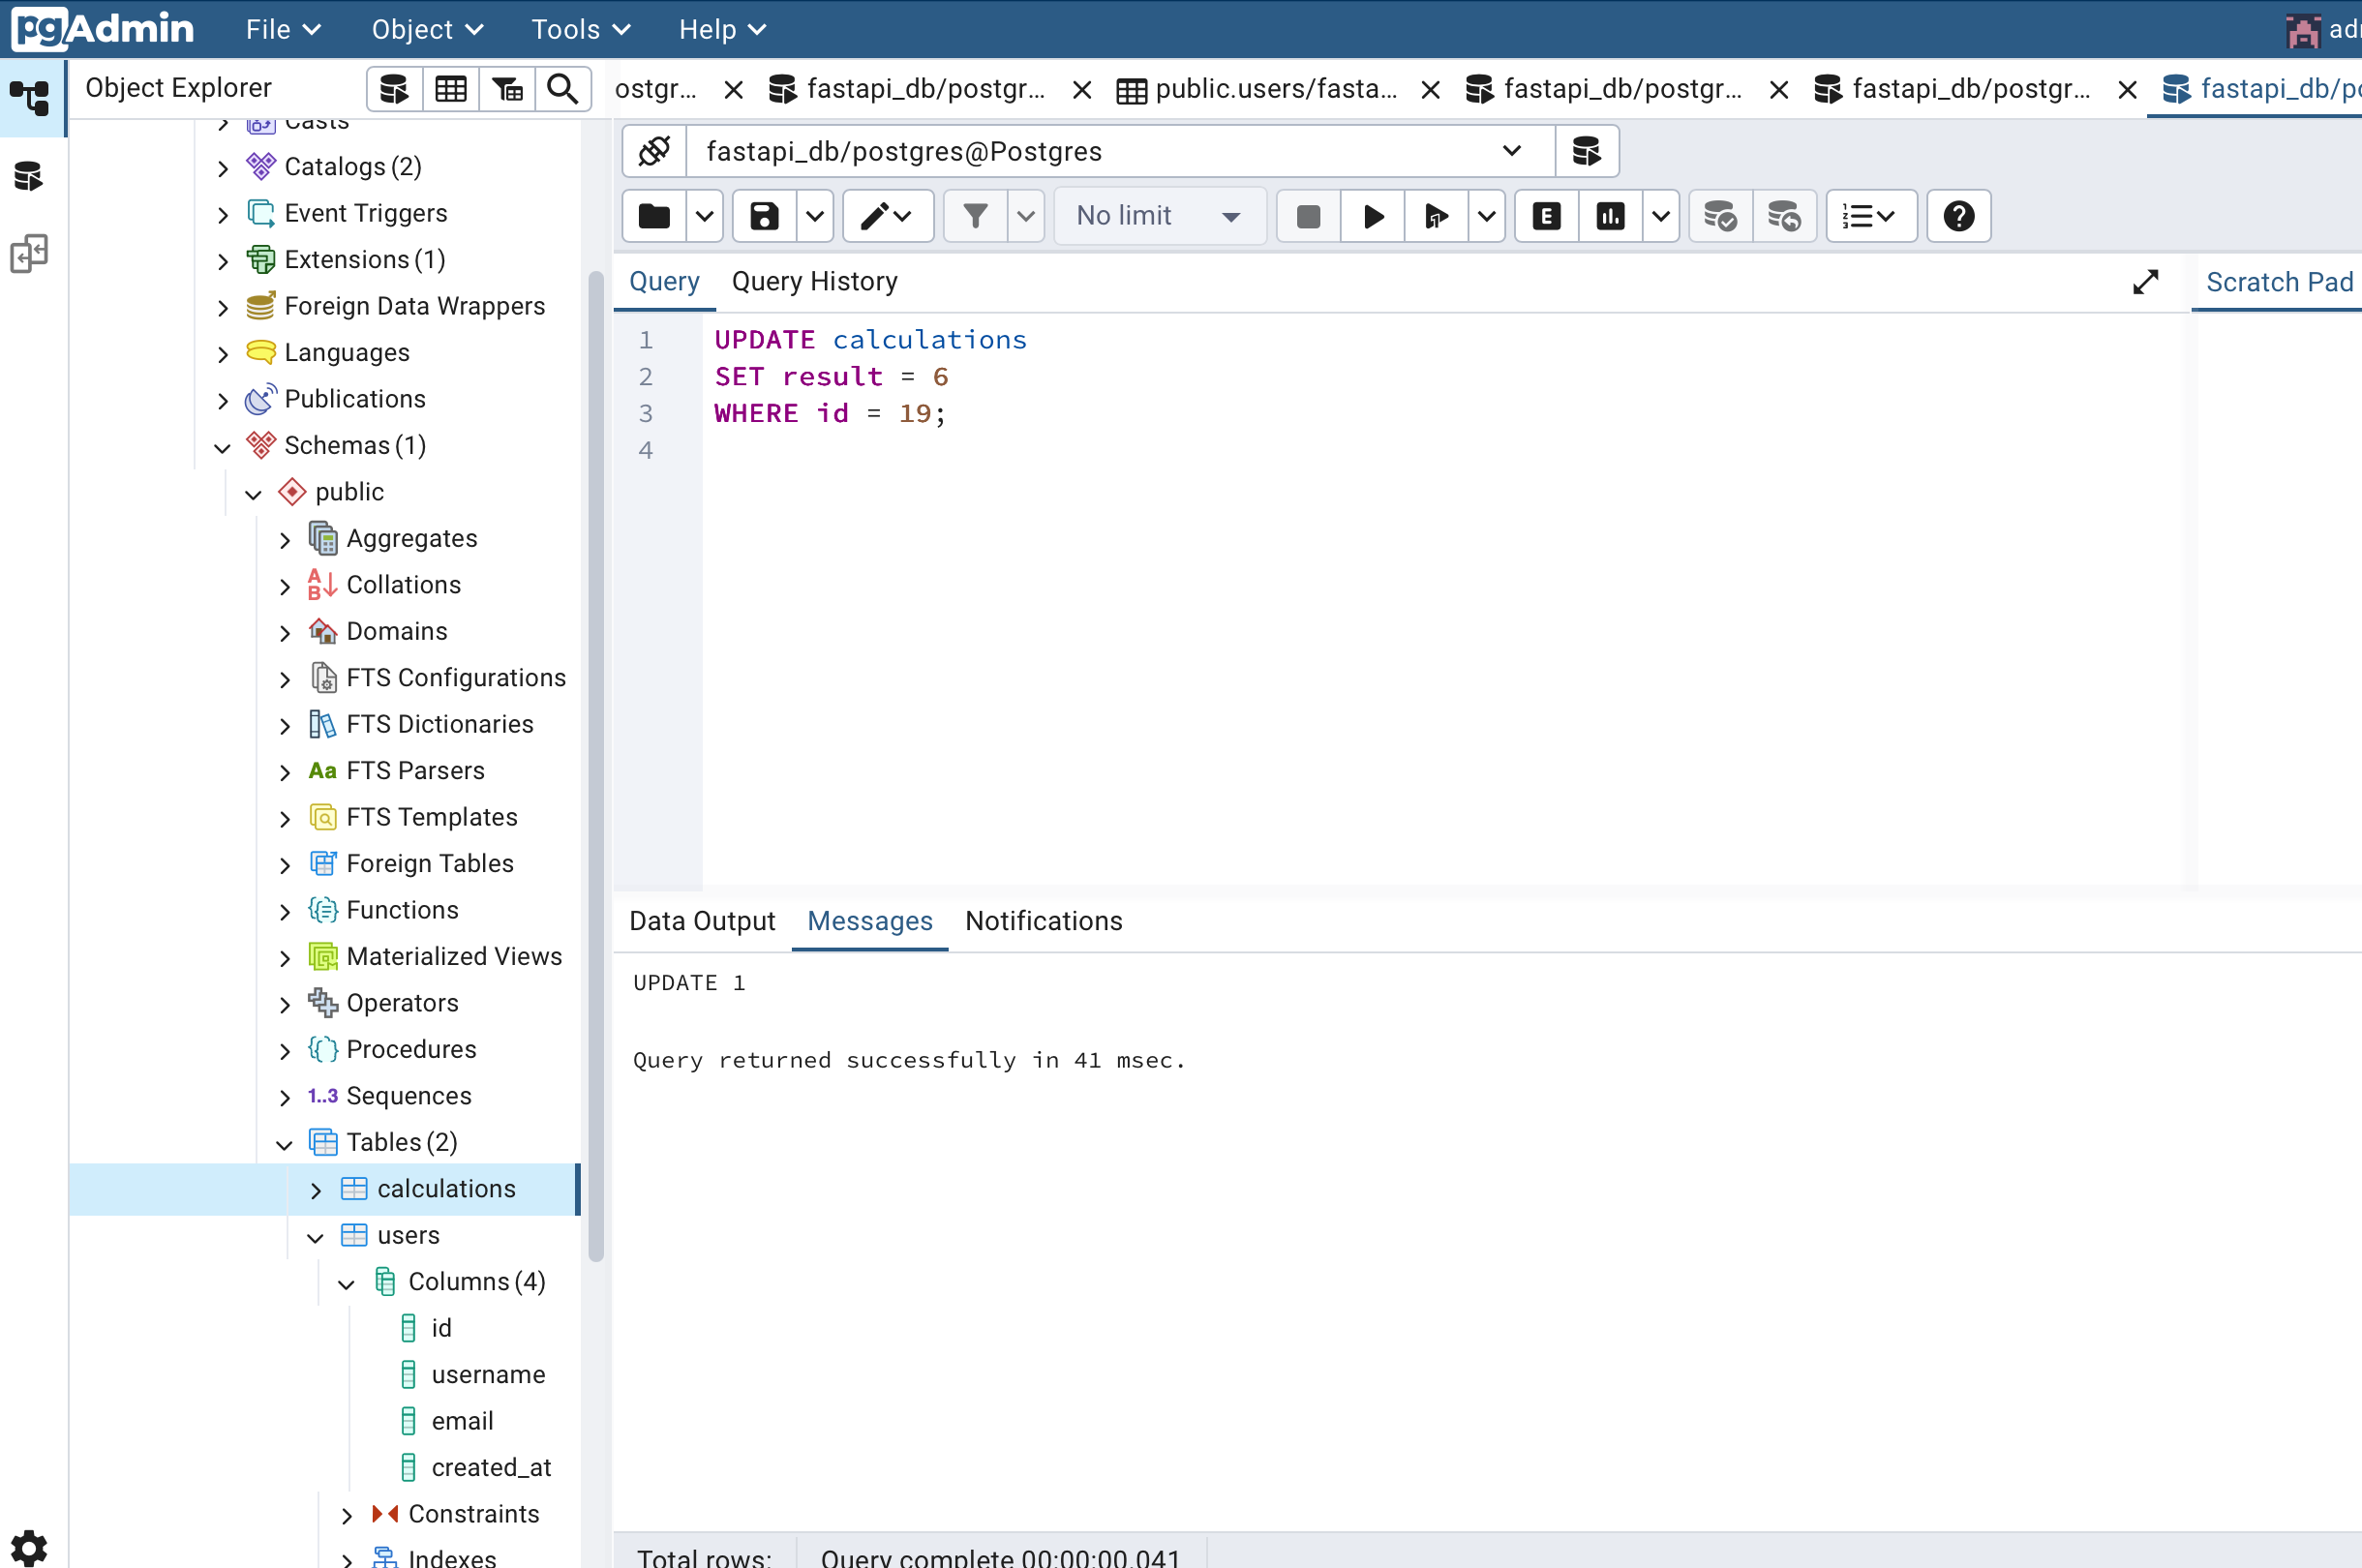 pgAdmin File Object Tools Help
Object Explorer
ostgr... fastapi_db/postgr... public.users/fasta... fastapi_db/postgr... fastapi_db/postgr...
Casts
Catalogs (2)
Event Triggers
Extensions (1)
Foreign Data Wrappers
Languages
Publications
Schemas (1)
public
Aggregates
Collations
Domains
FTS Configurations
FTS Dictionaries
Aa FTS Parsers
FTS Templates
Foreign Tables
Functions
Materialized Views
Operators
Procedures
1..3 Sequences
Tables (2)
calculations
users
Columns (4)
id
username
email
created_at
Constraints
Indexes
fastapi_db/postgres@Postgres
No limit
Query Query History Scratch Pad
1 UPDATE calculations
2 SET result = 6
3 WHERE id = 19;
4
Data Output Messages Notifications
UPDATE 1
Query returned successfully in 41 msec.
Total rows: Query complete 00:00:00.041